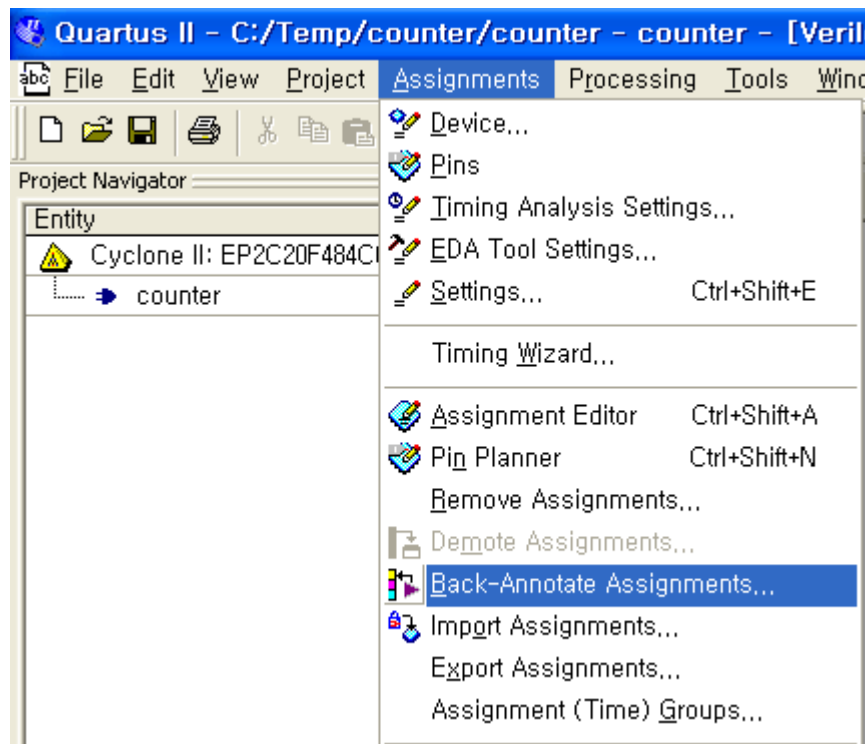 Quartus II - C:/Temp/counter/counter - counter - [Veril
abc File Edit View Project Assignments Processing Tools Wind
Project Navigator
Entity
Cyclone II: EP2C20F484C
counter
Device...
Pins
Timing Analysis Settings...
EDA Tool Settings...
Settings... Ctrl+Shift+E
Timing Wizard...
Assignment Editor Ctrl+Shift+A
Pin Planner Ctrl+Shift+N
Remove Assignments...
Demote Assignments...
Back-Annotate Assignments...
Import Assignments...
Export Assignments...
Assignment (Time) Groups...